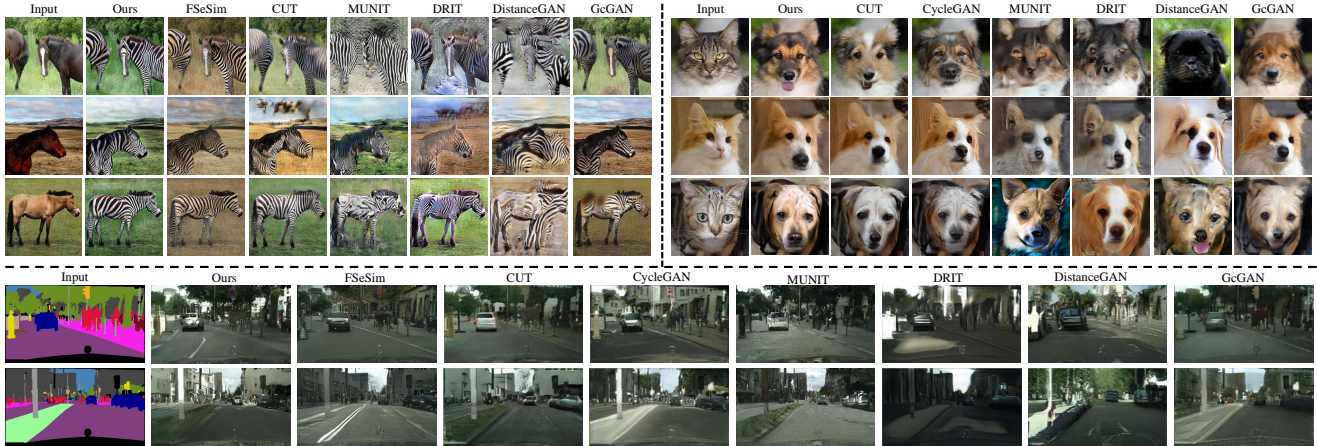 Input Ours FSeSim CUT MUNIT DRIT DistanceGAN GcGAN
Input Ours CUT CycleGAN MUNIT DRIT DistanceGAN GcGAN
Input Ours FSeSim CUT CycleGAN MUNIT DRIT DistanceGAN GcGAN